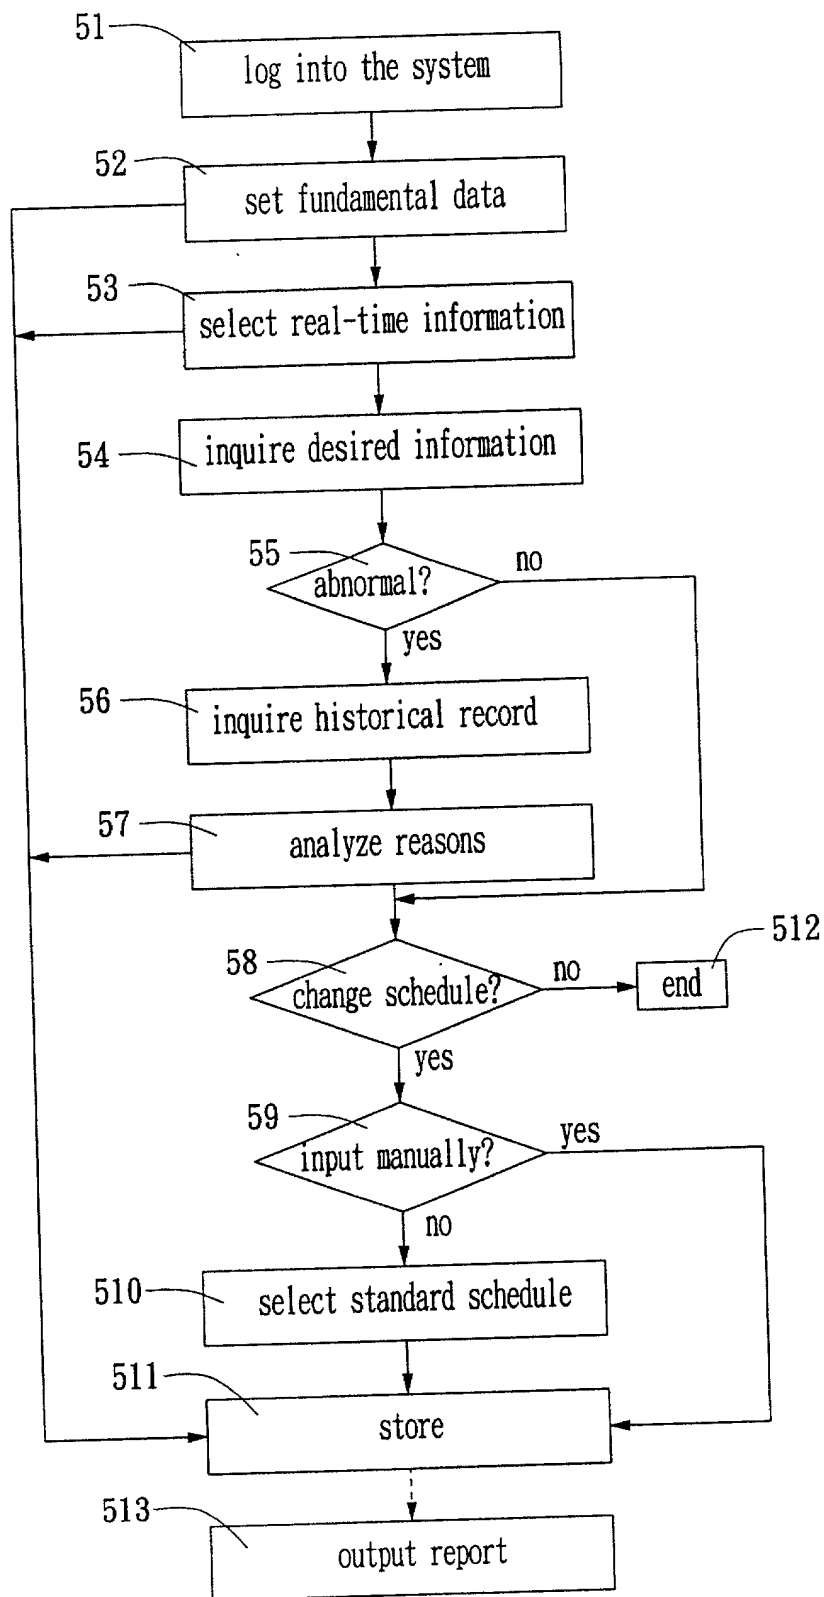 51
log into the system
52
set fundamental data
53
select real-time information
54
inquire desired information
55
abnormal?
no
yes
56
inquire historical record
57
analyze reasons
58
change schedule?
no
end
512
yes
59
input manually?
yes
no
510
select standard schedule
511
store
513
output report